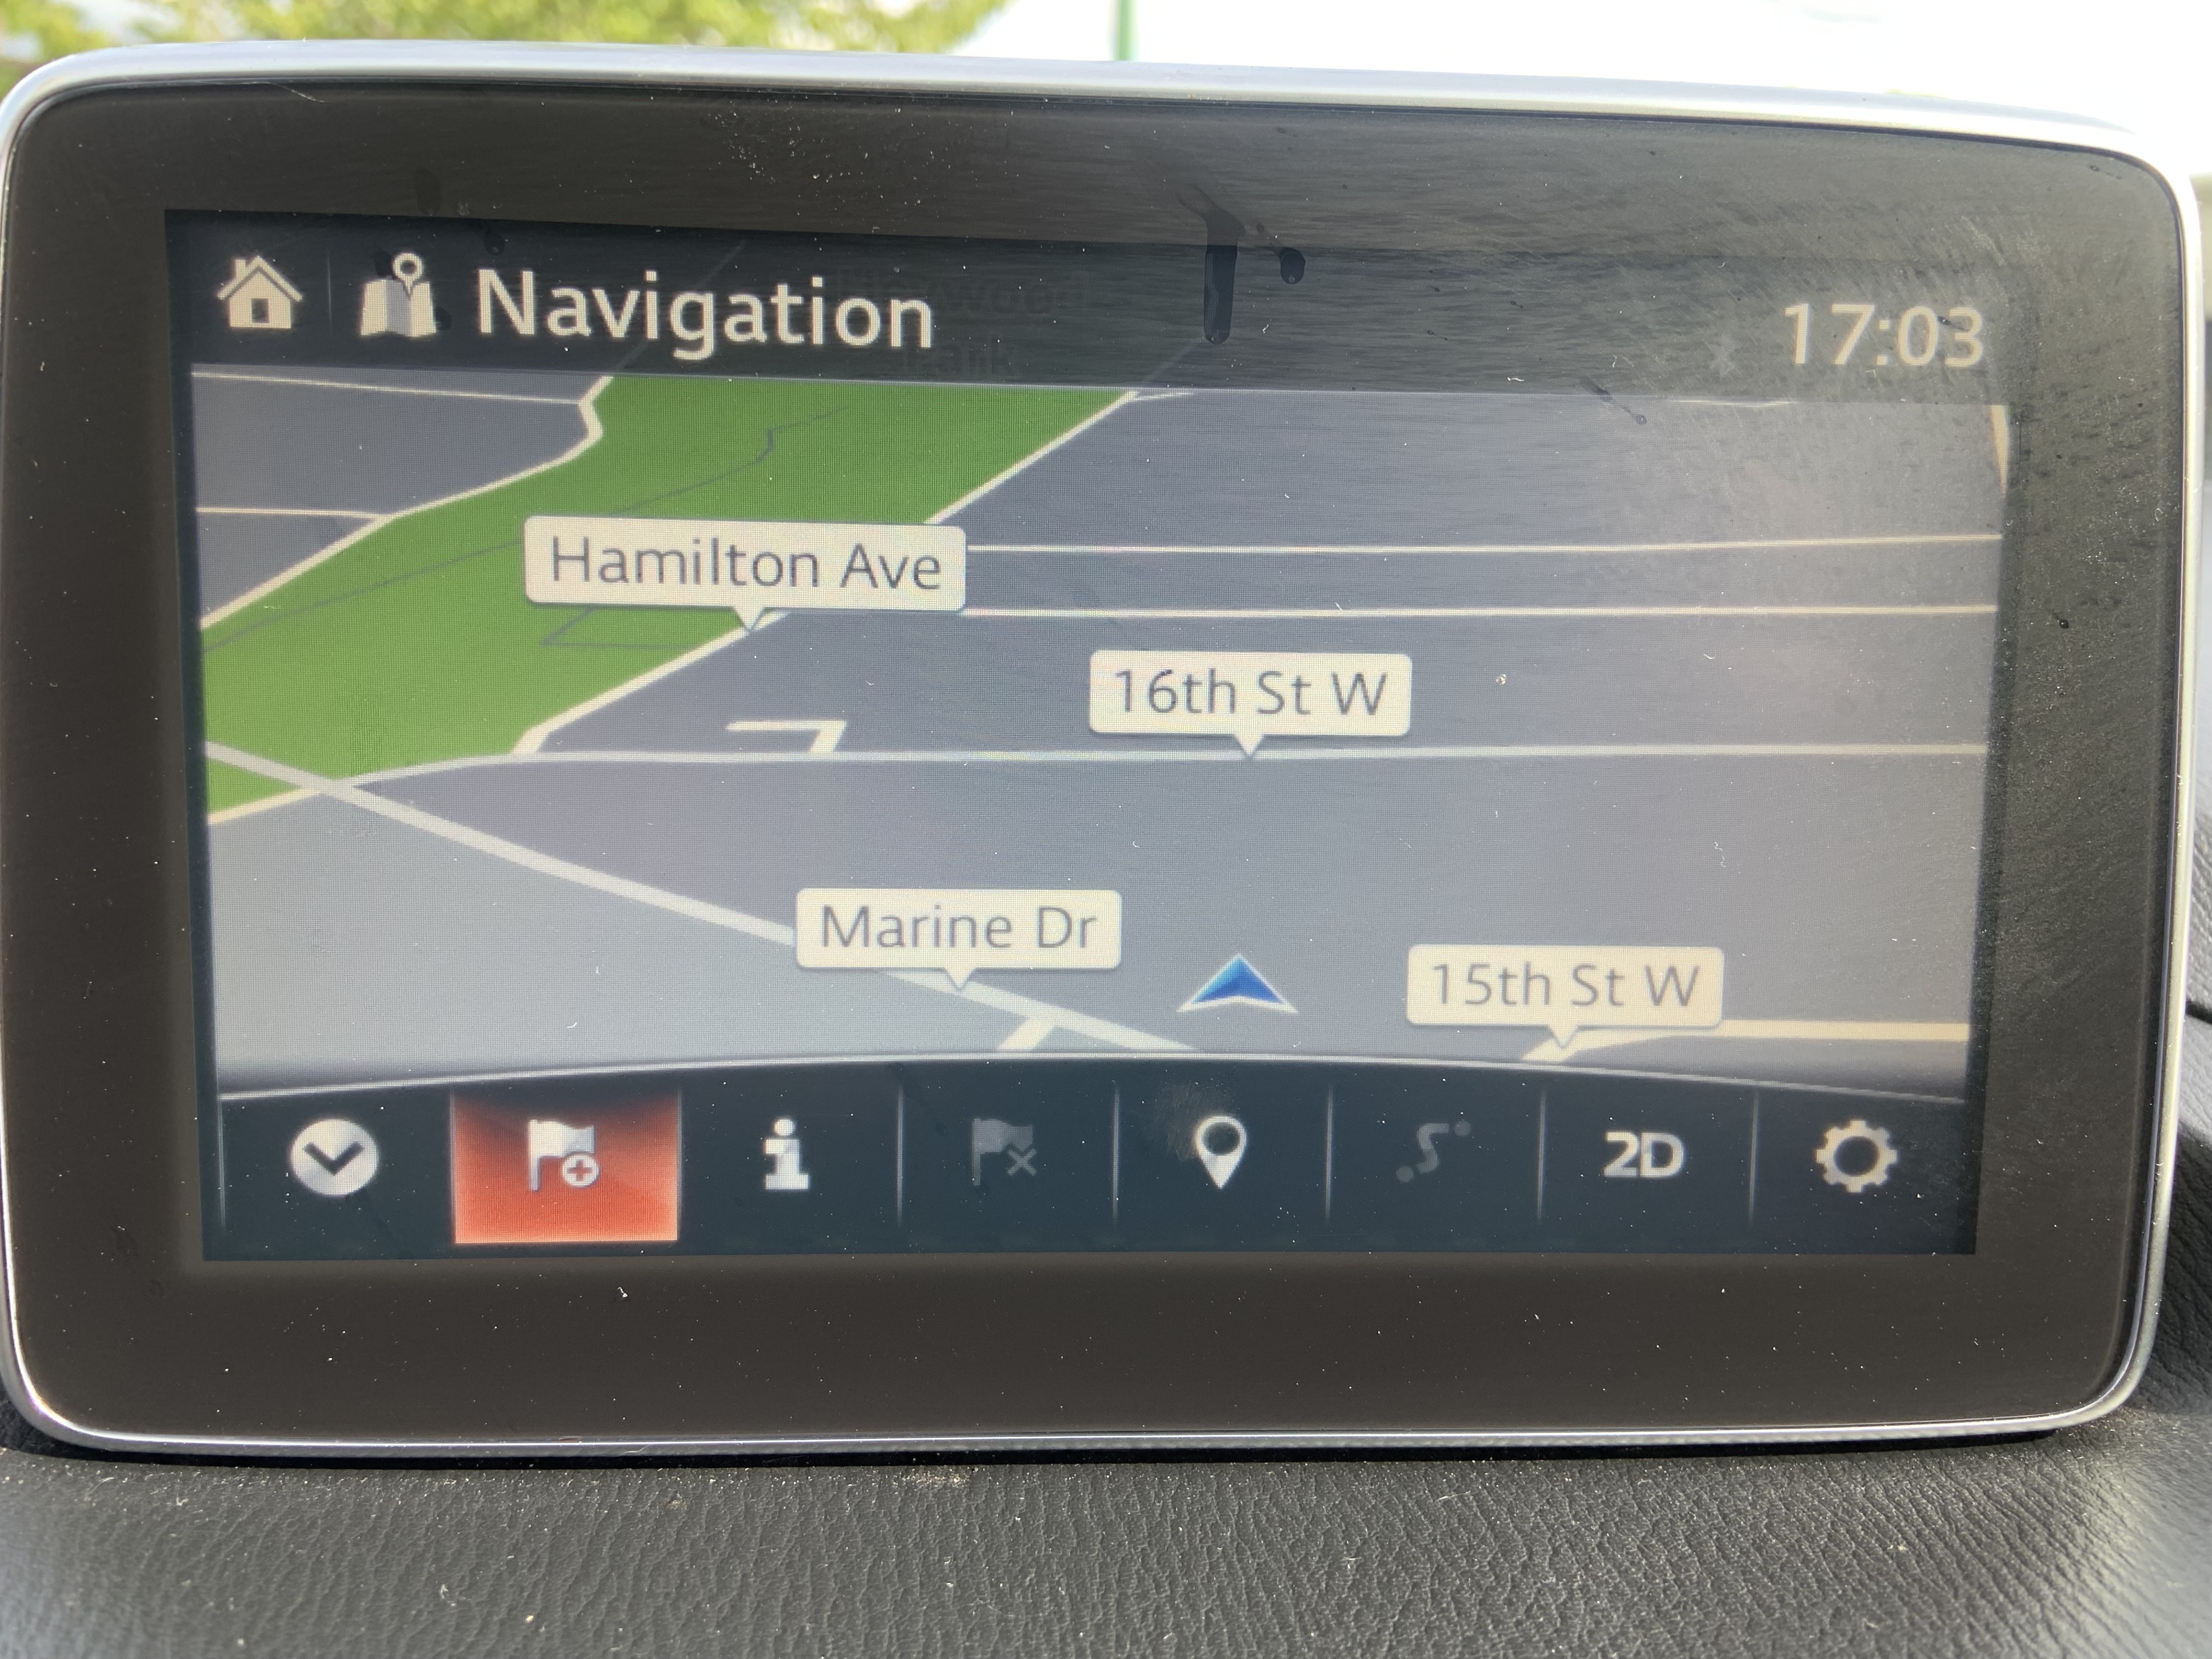 Navigation
17:03
Hamilton Ave
16th St W
Marine Dr
15th St W
2D